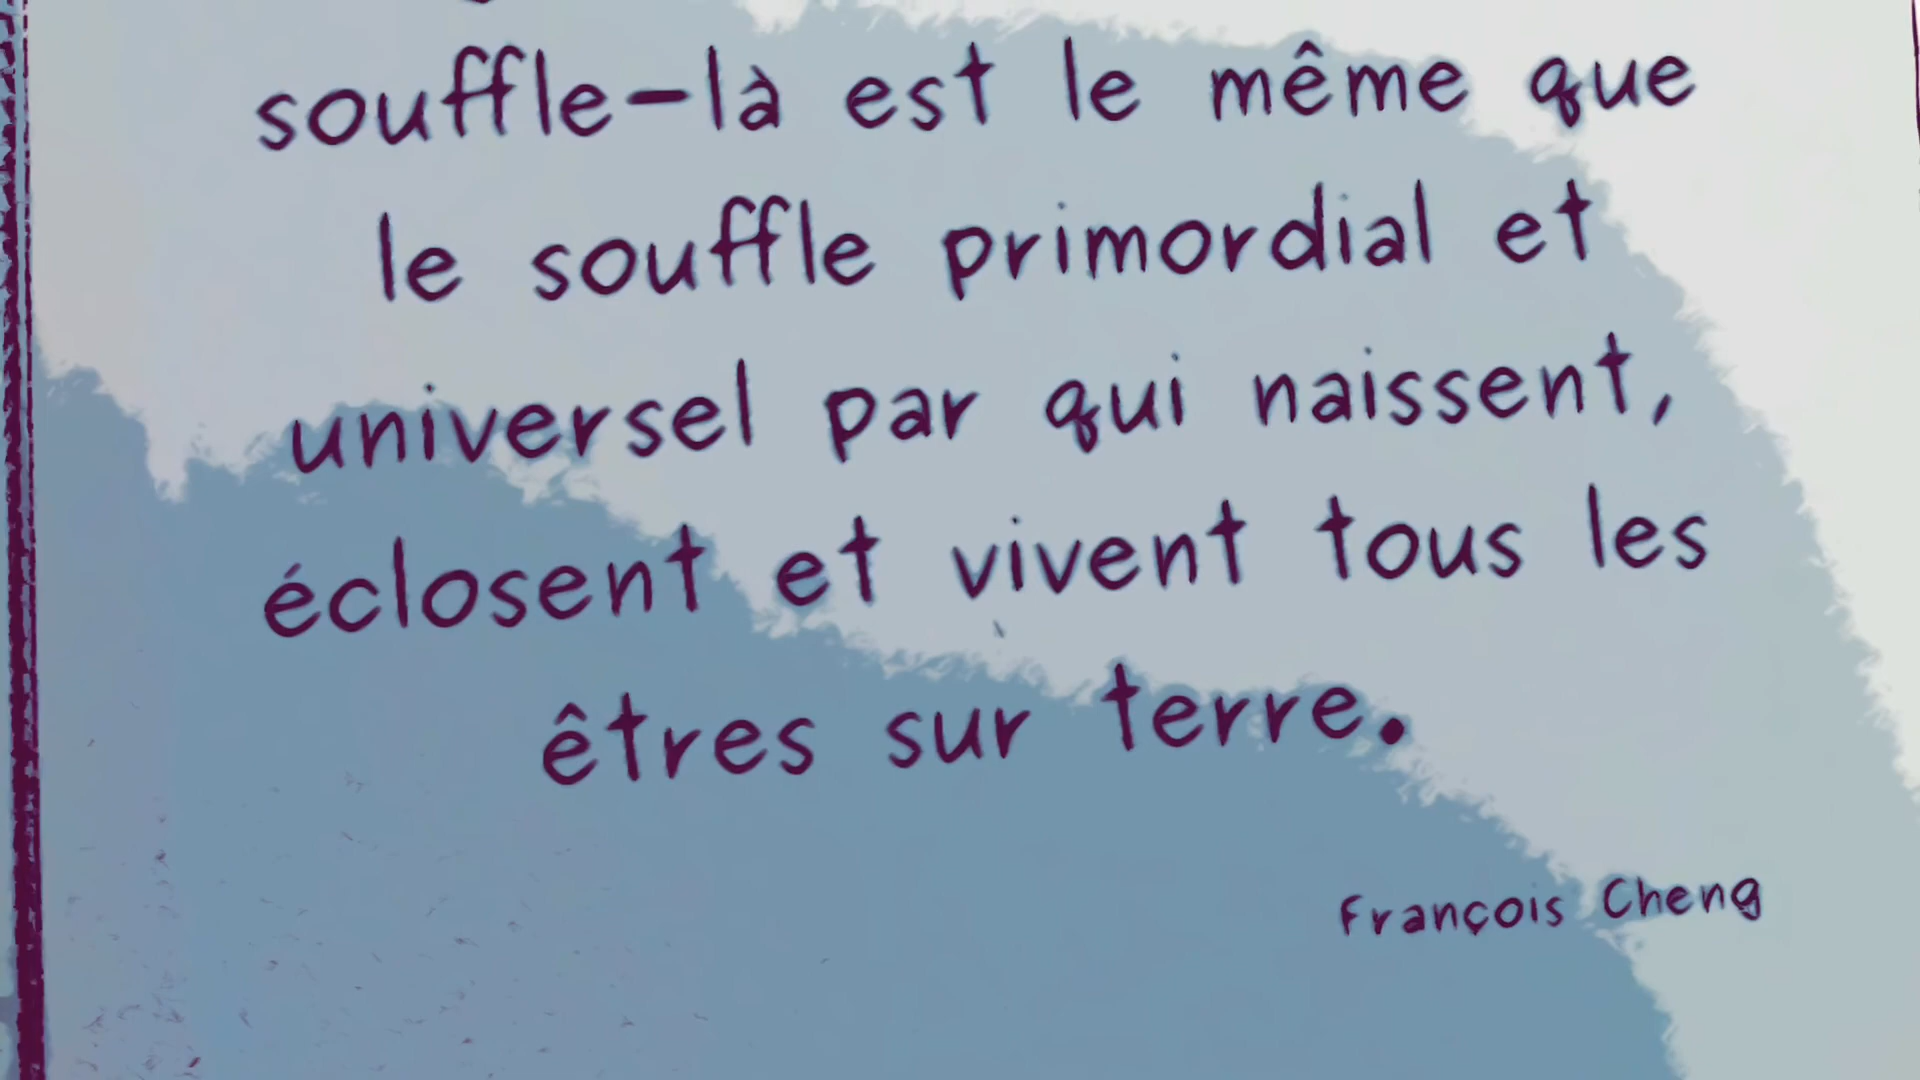 souffle-là est le même que
le souffle primordial et
universel par qui naissent,
éclosent et vivent tous les
êtres sur terre.
François Cheng